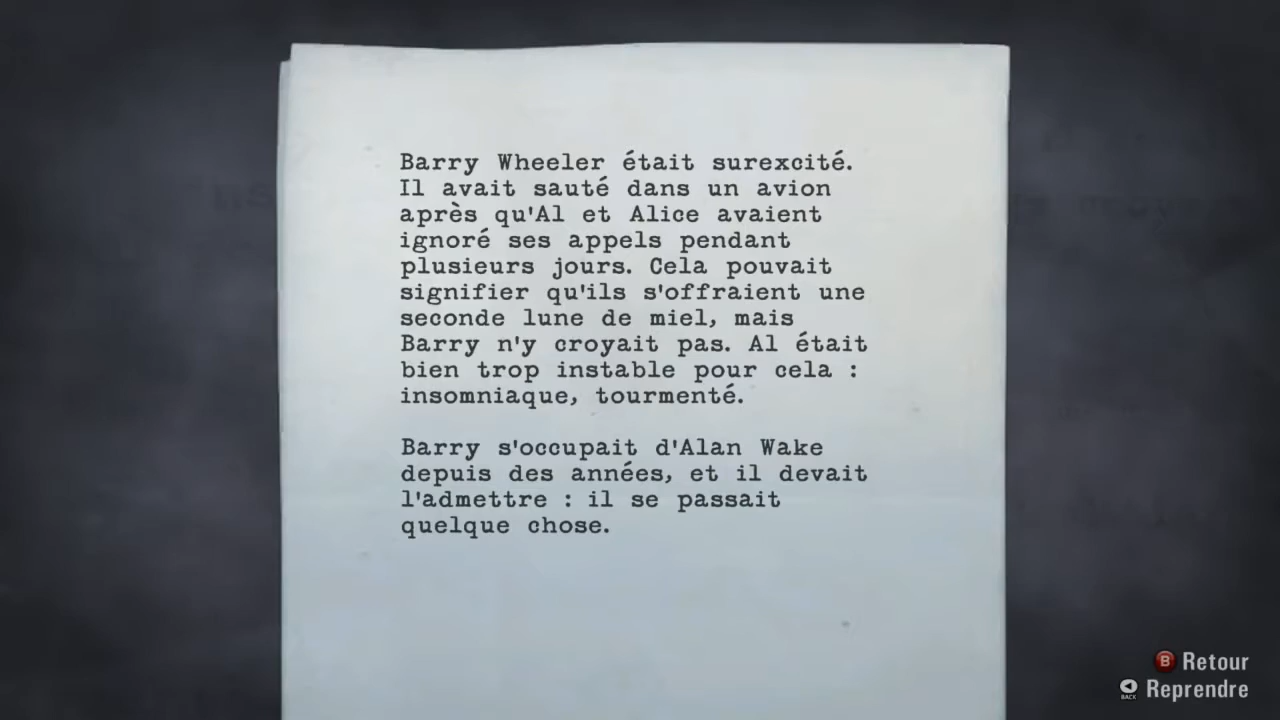 Barry Wheeler était surexcité.
Il avait sauté dans un avion
après qu'Al et Alice avaient
ignoré ses appels pendant
plusieurs jours. Cela pouvait
signifier qu'ils s'offraient une
seconde lune de miel, mais
Barry n'y croyait pas. Al était
bien trop instable pour cela :
insomniaque, tourmenté.
Barry s'occupait d'Alan Wake
depuis des années, et il devait
l'admettre : il se passait
quelque chose.
B Retour
BACK Reprendre